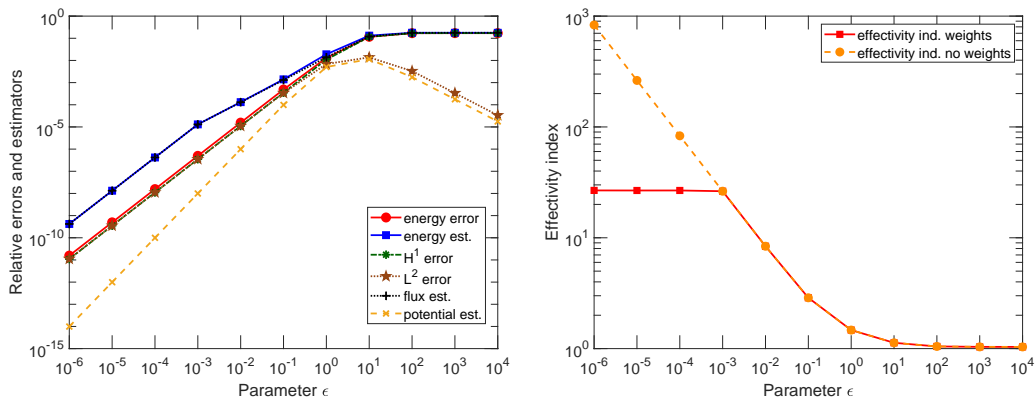 10^0
10^-5
10^-10
10^-15
Relative errors and estimators
energy error
energy est.
H^1 error
L^2 error
flux est.
potential est.
10^-6 10^-5 10^-4 10^-3 10^-2 10^-1 10^0 10^1 10^2 10^3 10^4
Parameter ϵ
10^3
10^2
10^1
10^0
Effectivity index
effectivity ind. weights
effectivity ind. no weights
10^-6 10^-5 10^-4 10^-3 10^-2 10^-1 10^0 10^1 10^2 10^3 10^4
Parameter ϵ